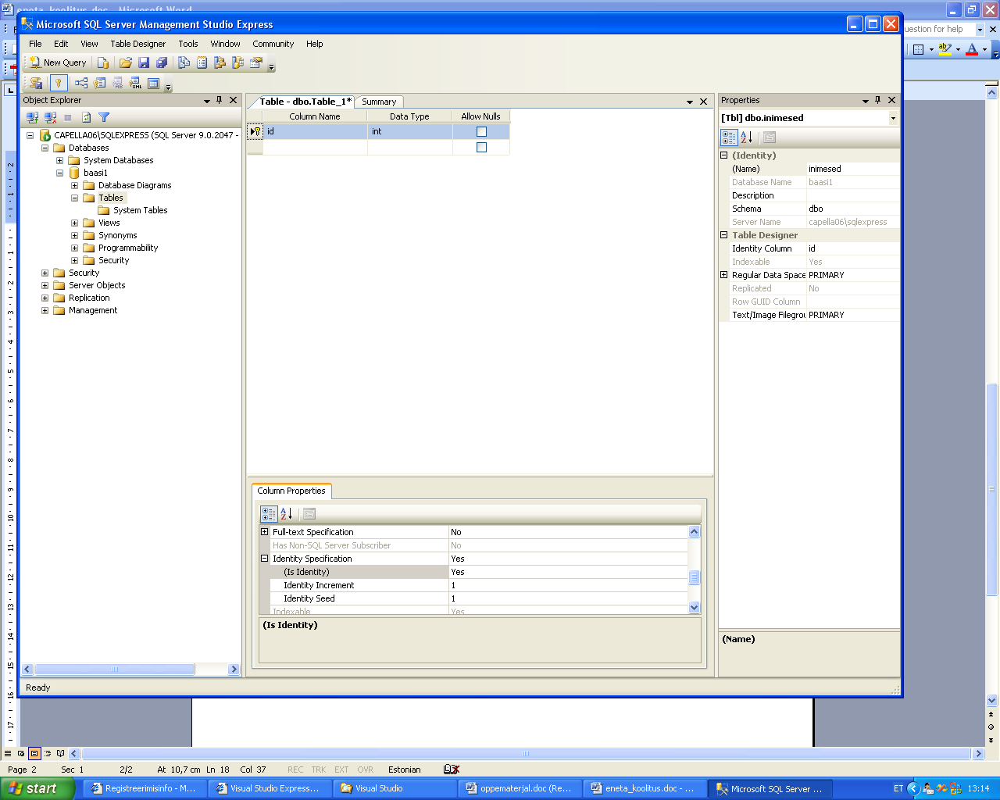 eneta_koolitus.doc - Microsoft Word
Microsoft SQL Server Management Studio Express
File Edit View Table Designer Tools Window Community Help
uestion for help
New Query
Object Explorer
CAPELLA06\SQLEXPRESS (SQL Server 9.0.2047 -
Databases
System Databases
baasi1
Database Diagrams
Tables
System Tables
Views
Synonyms
Programmability
Security
Security
Server Objects
Replication
Management
Table - dbo.Table_1* Summary
Column Name Data Type Allow Nulls
id int
Column Properties
Full-text Specification No
Has Non-SQL Server Subscriber No
Identity Specification Yes
(Is Identity) Yes
Identity Increment 1
Identity Seed 1
Indexable Yes
(Is Identity)
Properties
[Tbl] dbo.inimesed
(Identity)
(Name) inimesed
Database Name baasi1
Description
Schema dbo
Server Name capella06\sqlexpress
Table Designer
Identity Column id
Indexable Yes
Regular Data Space PRIMARY
Replicated No
Row GUID Column
Text/Image Filegrou PRIMARY
(Name)
Ready
Page 2 Sec 1 2/2 At 10,7 cm Ln 18 Col 37 REC TRK EXT OVR Estonian
start Registreerimisinfo - M... Visual Studio Express... Visual Studio oppematerjal.doc (Re... eneta_koolitus.doc - ... Microsoft SQL Server ... ET 13:14